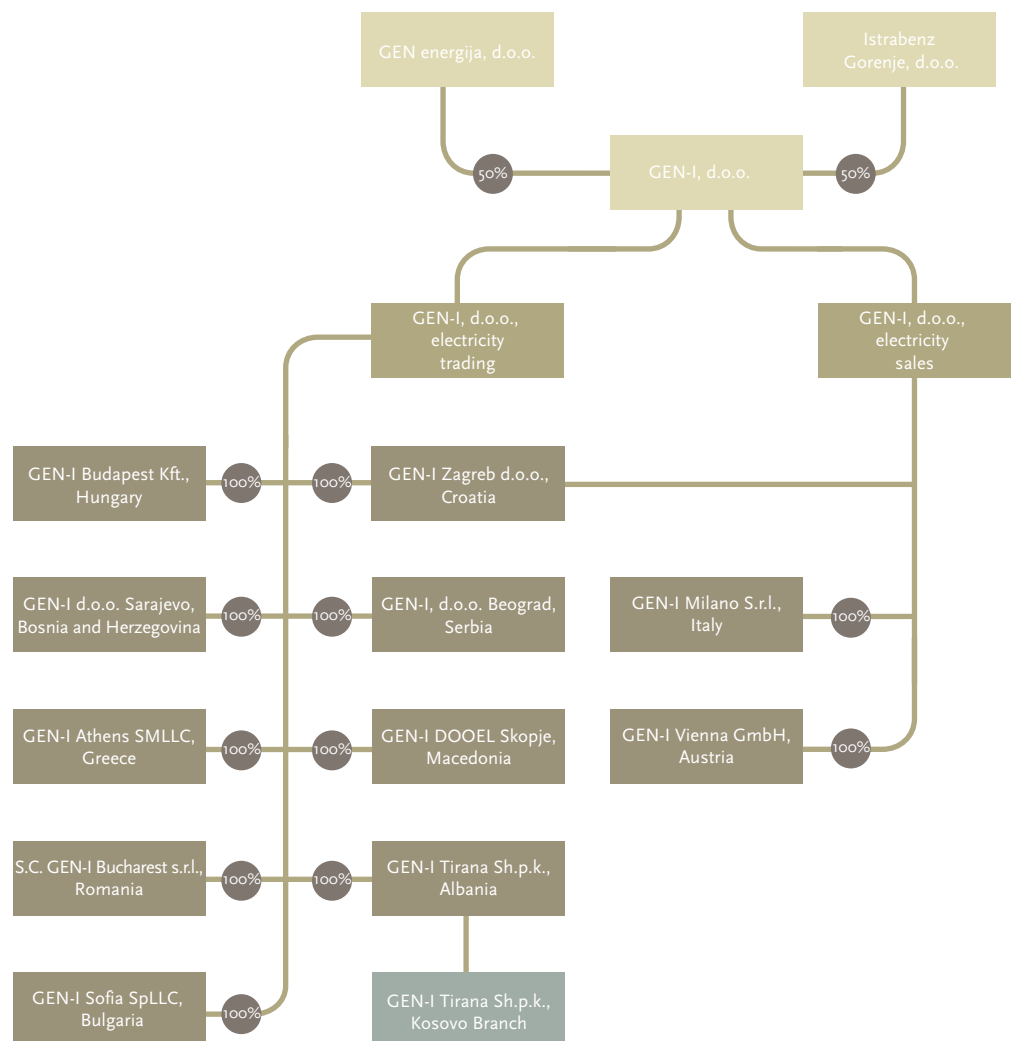 GEN energija, d.o.o.
Istrabenz
Gorenje, d.o.o.
50%
GEN-I, d.o.o.
50%
GEN-I, d.o.o.,
electricity
trading
GEN-I, d.o.o.,
electricity
sales
GEN-I Budapest Kft.,
Hungary
100%
100%
GEN-I Zagreb d.o.o.,
Croatia
GEN-I d.o.o. Sarajevo,
Bosnia and Herzegovina
100%
100%
GEN-I, d.o.o. Beograd,
Serbia
GEN-I Milano S.r.l.,
Italy
100%
GEN-I Athens SMLLC,
Greece
100%
100%
GEN-I DOOEL Skopje,
Macedonia
GEN-I Vienna GmbH,
Austria
100%
S.C. GEN-I Bucharest s.r.l.,
Romania
100%
100%
GEN-I Tirana Sh.p.k.,
Albania
GEN-I Sofia SpLLC,
Bulgaria
100%
GEN-I Tirana Sh.p.k.,
Kosovo Branch